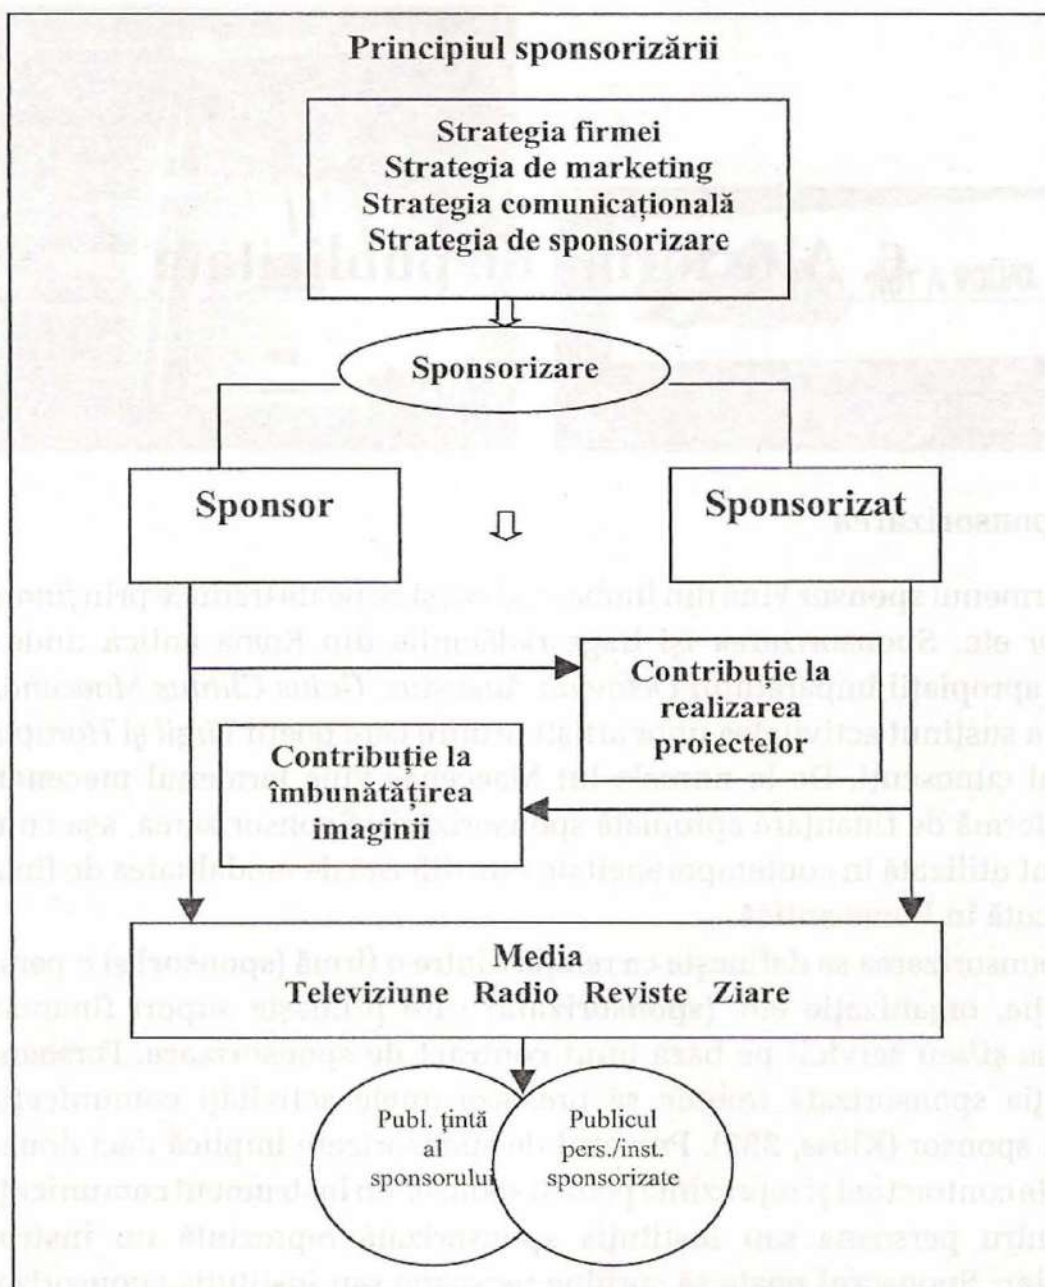 Principiul sponsorizării
Strategia firmei
Strategia de marketing
Strategia comunicațională
Strategia de sponsorizare
Sponsorizare
Sponsor
Sponsorizat
Contribuție la
realizarea
proiectelor
Contribuție la
îmbunătățirea
imaginii
Media
Televiziune Radio Reviste Ziare
Publ. țintă
al
sponsorului
Publicul
pers./inst.
sponsorizate